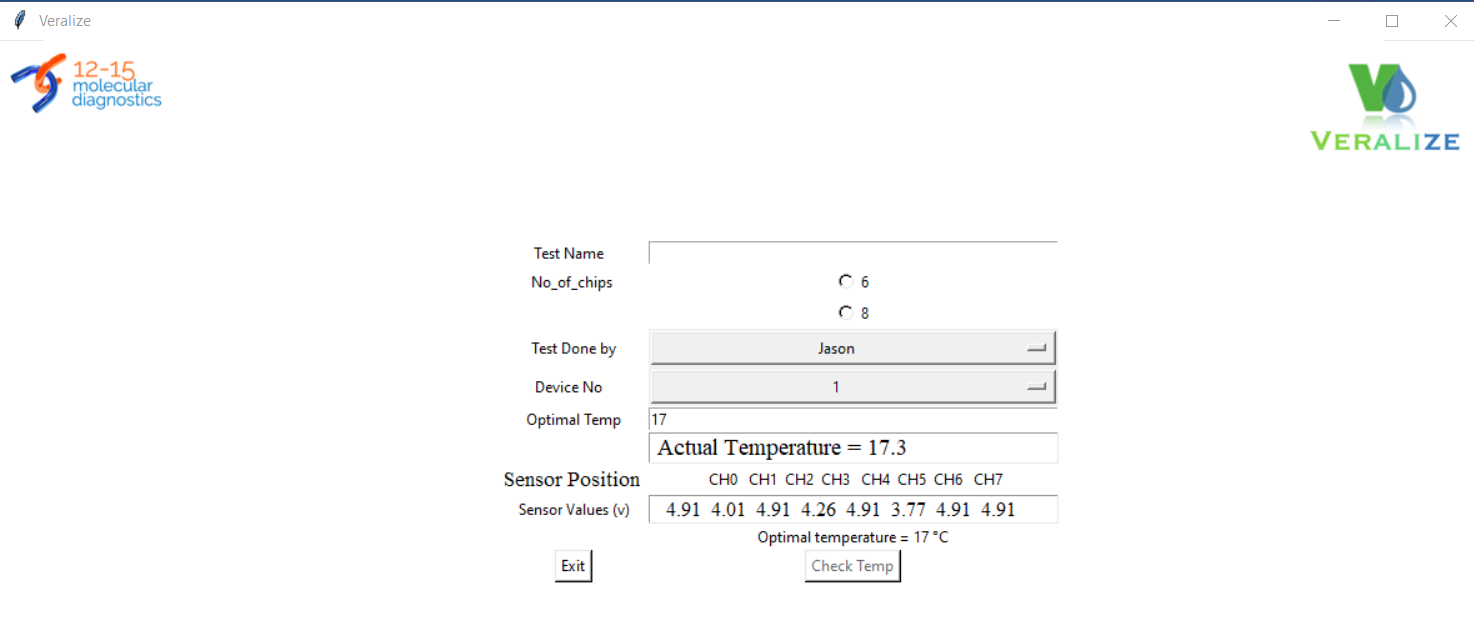 Veralize
12-15
molecular
diagnostics
VERALIZE
Test Name
No_of_chips
6
8
Test Done by Jason
Device No 1
Optimal Temp 17
Actual Temperature = 17.3
Sensor Position CH0 CH1 CH2 CH3 CH4 CH5 CH6 CH7
Sensor Values (v) 4.91 4.01 4.91 4.26 4.91 3.77 4.91 4.91
Optimal temperature = 17 °C
Exit Check Temp